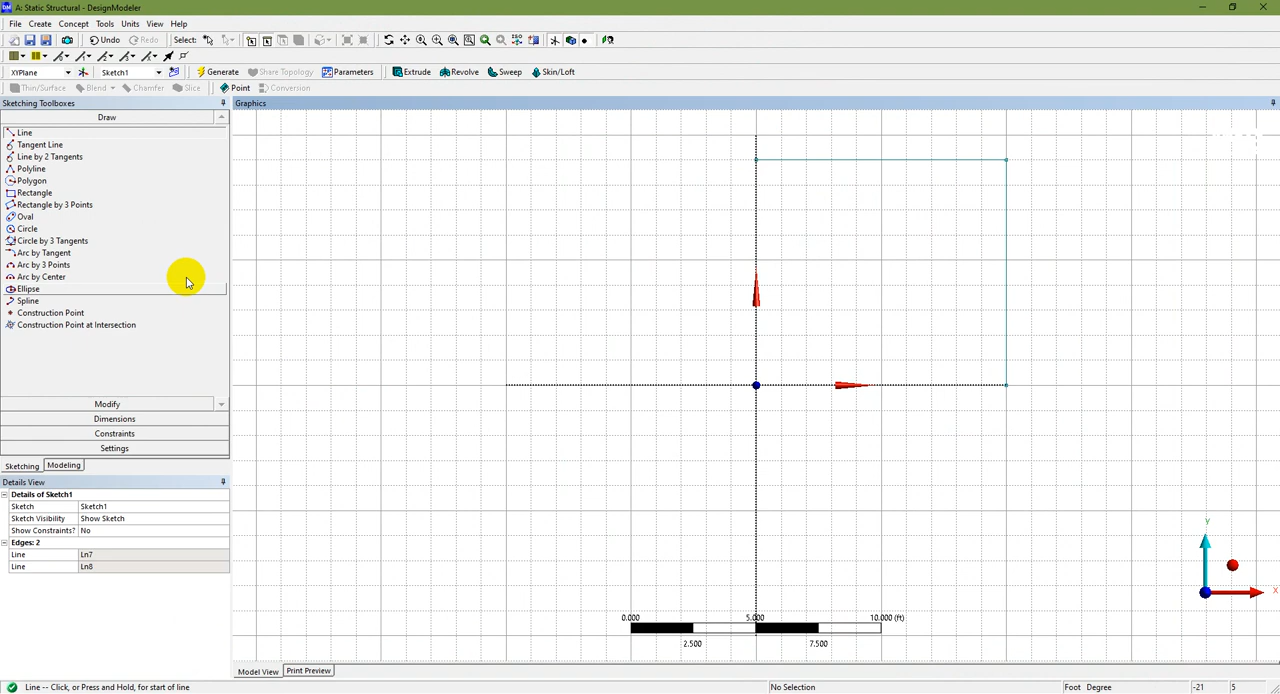 A: Static Structural - DesignModeler
File Create Concept Tools Units View Help
Undo Redo Select:
XYPlane Sketch1 Generate Share Topology Parameters Extrude Revolve Sweep Skin/Loft
Thin/Surface Blend Chamfer Slice Point Conversion
Sketching Toolboxes Graphics
Draw
Line
Tangent Line
Line by 2 Tangents
Polyline
Polygon
Rectangle
Rectangle by 3 Points
Oval
Circle
Circle by 3 Tangents
Arc by Tangent
Arc by 3 Points
Arc by Center
Ellipse
Spline
Construction Point
Construction Point at Intersection
Modify
Dimensions
Constraints
Settings
Sketching Modeling
Details View
Details of Sketch1
Sketch Sketch1
Sketch Visibility Show Sketch
Show Constraints? No
Edges: 2
Line Ln7
Line Ln8
Y
X
0.000 5.000 10.000 (ft)
2.500 7.500
Model View Print Preview
Line -- Click, or Press and Hold, for start of line No Selection Foot Degree -21 5